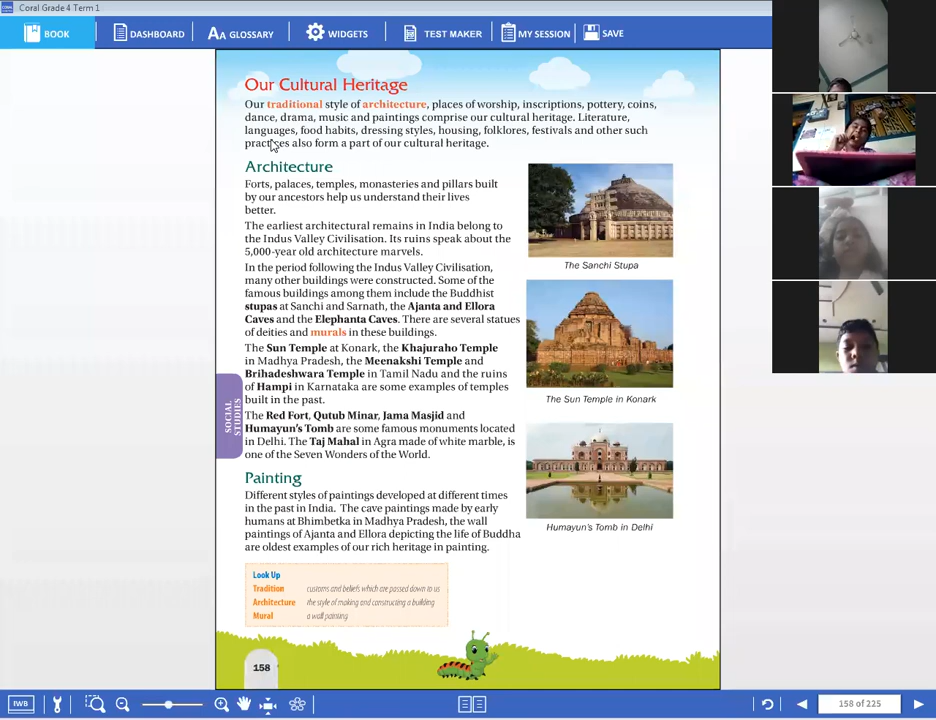 Coral Grade 4 Term 1
BOOK
DASHBOARD
AA GLOSSARY
WIDGETS
TEST MAKER
MY SESSION
SAVE
Our Cultural Heritage
Our traditional style of architecture, places of worship, inscriptions, pottery, coins,
dance, drama, music and paintings comprise our cultural heritage. Literature,
languages, food habits, dressing styles, housing, folklores, festivals and other such
practices also form a part of our cultural heritage.
Architecture
Forts, palaces, temples, monasteries and pillars built
by our ancestors help us understand their lives
better.
The earliest architectural remains in India belong to
the Indus Valley Civilisation. Its ruins speak about the
5,000-year old architecture marvels.
In the period following the Indus Valley Civilisation,
many other buildings were constructed. Some of the
famous buildings among them include the Buddhist
stupas at Sanchi and Sarnath, the Ajanta and Ellora
Caves and the Elephanta Caves. There are several statues
of deities and murals in these buildings.
The Sun Temple at Konark, the Khajuraho Temple
in Madhya Pradesh, the Meenakshi Temple and
Brihadeshwara Temple in Tamil Nadu and the ruins
of Hampi in Karnataka are some examples of temples
built in the past.
The Red Fort, Qutub Minar, Jama Masjid and
Humayun's Tomb are some famous monuments located
in Delhi. The Taj Mahal in Agra made of white marble, is
one of the Seven Wonders of the World.
The Sanchi Stupa
The Sun Temple in Konark
Humayun's Tomb in Delhi
SOCIAL
STUDIES
Painting
Different styles of paintings developed at different times
in the past in India. The cave paintings made by early
humans at Bhimbetka in Madhya Pradesh, the wall
paintings of Ajanta and Ellora depicting the life of Buddha
are oldest examples of our rich heritage in painting.
Look Up
Tradition customs and beliefs which are passed down to us
Architecture the style of making and constructing a building
Mural a wall painting
158
IWB
158 of 225